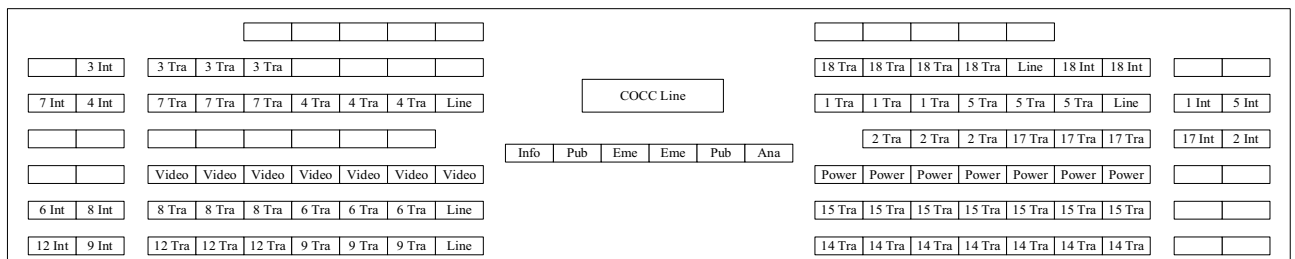 3 Int 3 Tra 3 Tra 3 Tra 18 Tra 18 Tra 18 Tra 18 Tra Line 18 Int 18 Int
COCC Line
7 Int 4 Int 7 Tra 7 Tra 7 Tra 4 Tra 4 Tra 4 Tra Line 1 Tra 1 Tra 1 Tra 5 Tra 5 Tra 5 Tra Line 1 Int 5 Int
2 Tra 2 Tra 2 Tra 17 Tra 17 Tra 17 Tra 17 Int 2 Int
Info Pub Eme Eme Pub Ana
Video Video Video Video Video Video Video Power Power Power Power Power Power Power
6 Int 8 Int 8 Tra 8 Tra 8 Tra 6 Tra 6 Tra 6 Tra Line 15 Tra 15 Tra 15 Tra 15 Tra 15 Tra 15 Tra 15 Tra
12 Int 9 Int 12 Tra 12 Tra 12 Tra 9 Tra 9 Tra 9 Tra Line 14 Tra 14 Tra 14 Tra 14 Tra 14 Tra 14 Tra 14 Tra